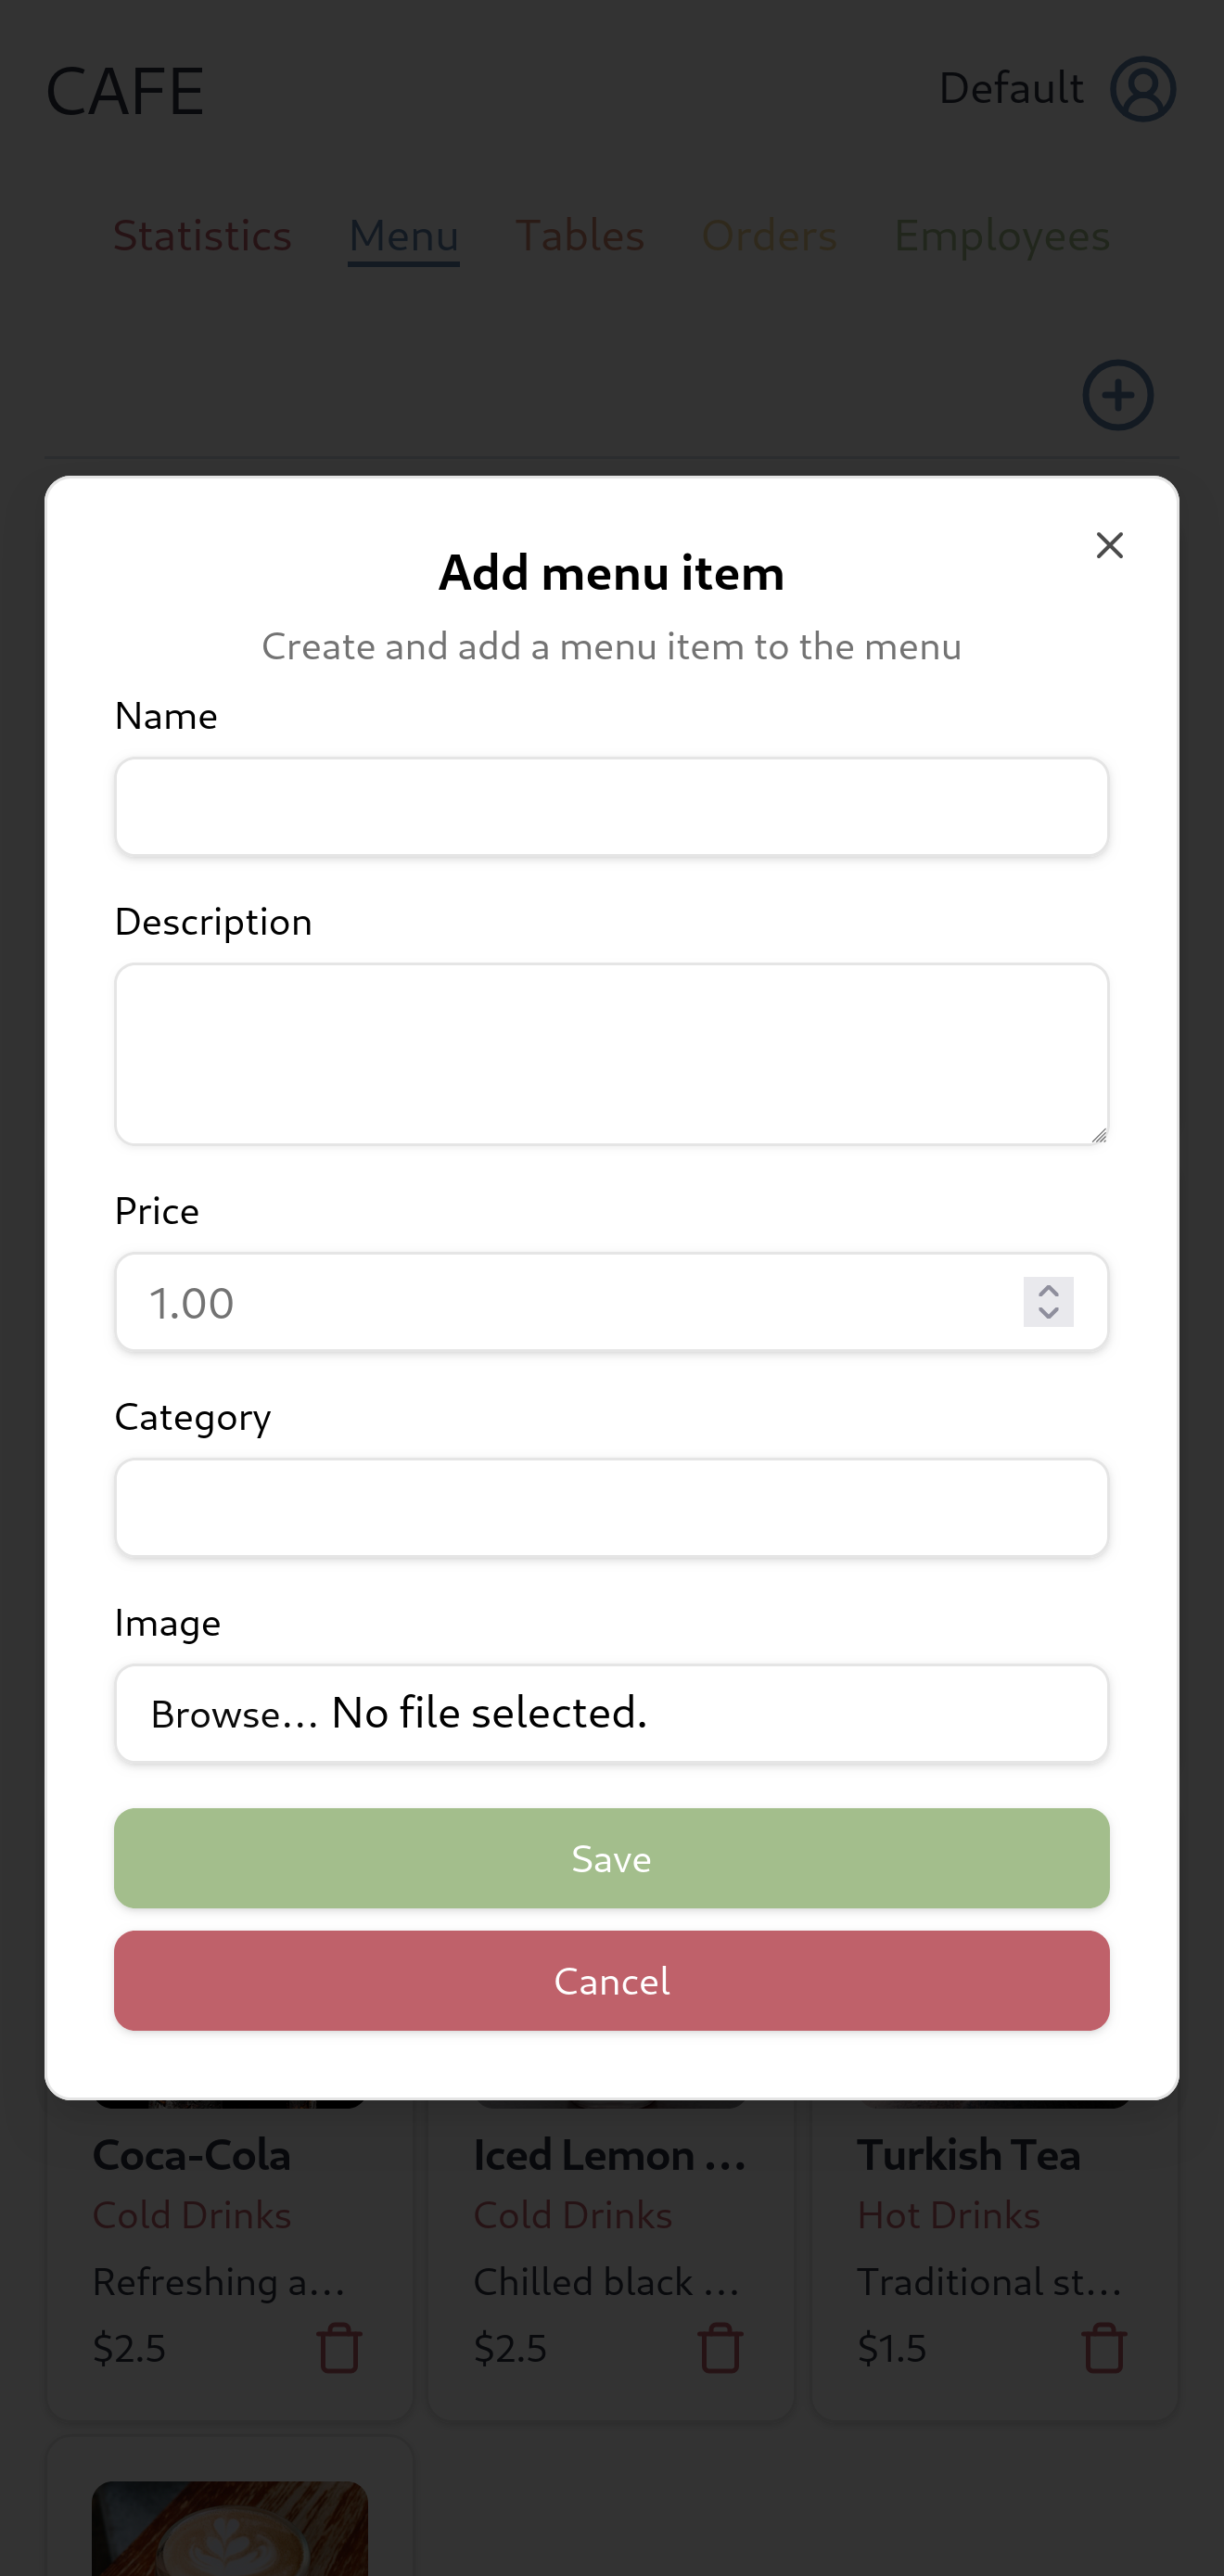 CAFE
Default
Statistics Menu Tables Orders Employees
Add menu item
Create and add a menu item to the menu
Name
Description
Price
1.00
Category
Image
Browse... No file selected.
Save
Cancel
Coca-Cola Iced Lemon ... Turkish Tea
Cold Drinks Cold Drinks Hot Drinks
Refreshing a... Chilled black ... Traditional st...
$2.5 $2.5 $1.5